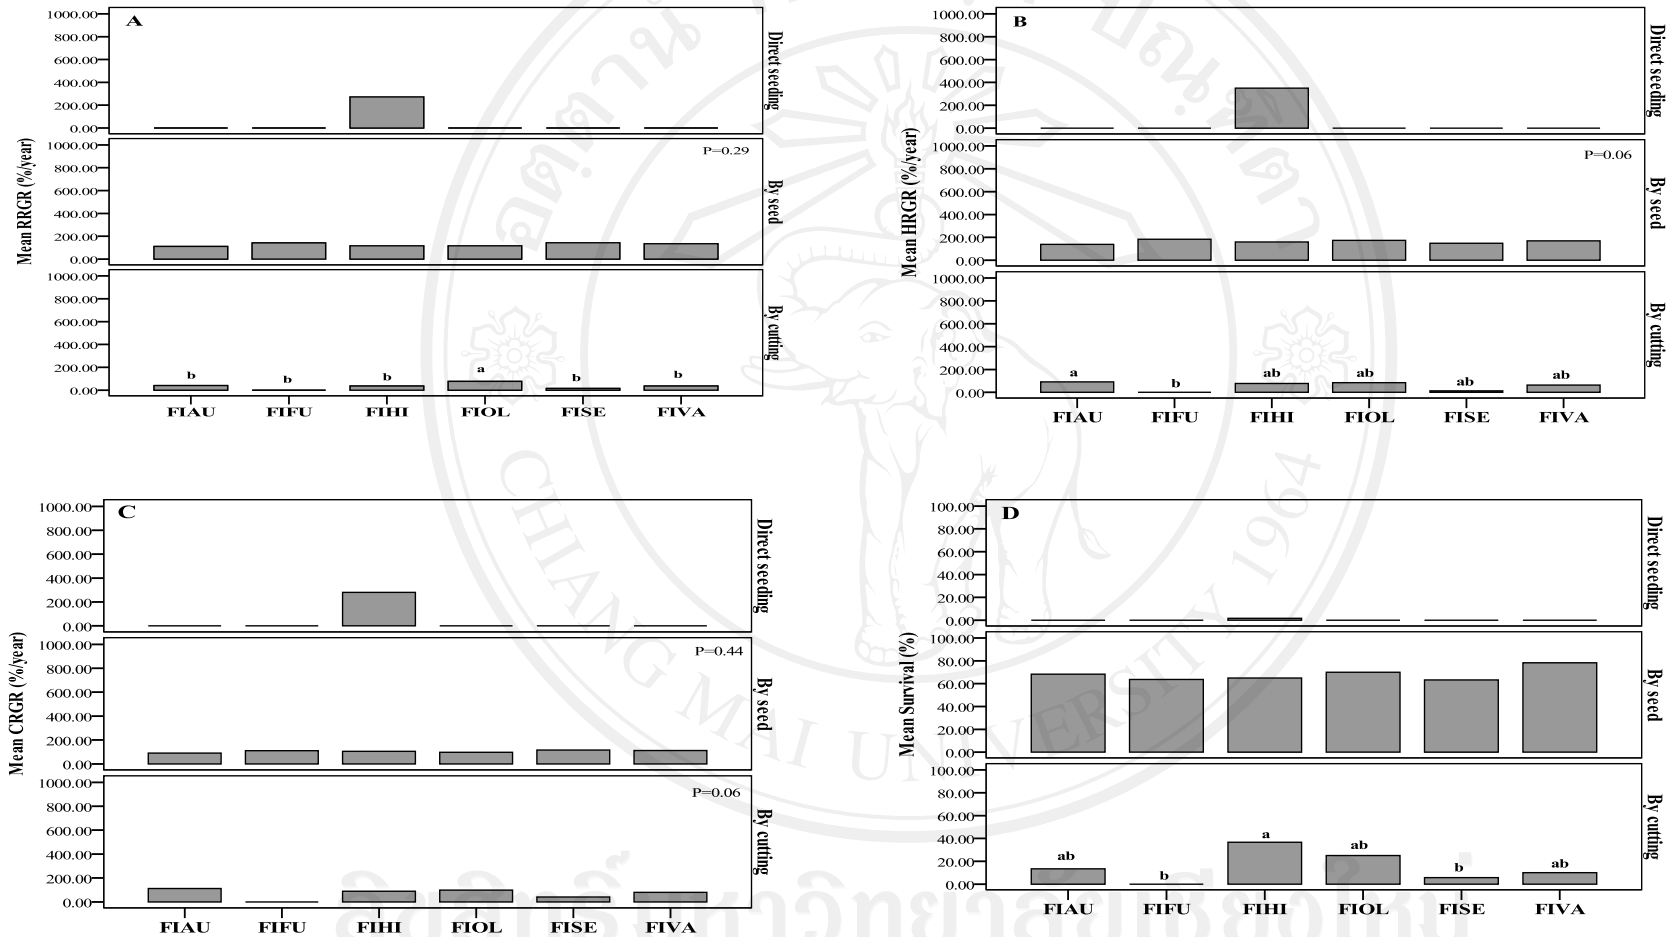 A
Direct seeding
1000.00
800.00
600.00
400.00
200.00
0.00
Mean RRGR (%/year)
P=0.29
By seed
1000.00
800.00
600.00
400.00
200.00
0.00
By cutting
1000.00
800.00
600.00
400.00
200.00
0.00
b b b a b b
FIAU FIFU FIHI FIOL FISE FIVA
B
Direct seeding
1000.00
800.00
600.00
400.00
200.00
0.00
Mean HRGR (%/year)
P=0.06
By seed
1000.00
800.00
600.00
400.00
200.00
0.00
By cutting
1000.00
800.00
600.00
400.00
200.00
0.00
a b ab ab ab ab
FIAU FIFU FIHI FIOL FISE FIVA
C
Direct seeding
1000.00
800.00
600.00
400.00
200.00
0.00
Mean CRGR (%/year)
P=0.44
By seed
1000.00
800.00
600.00
400.00
200.00
0.00
P=0.06
By cutting
1000.00
800.00
600.00
400.00
200.00
0.00
FIAU FIFU FIHI FIOL FISE FIVA
D
Direct seeding
100.00
80.00
60.00
40.00
20.00
0.00
Mean Survival (%)
By seed
100.00
80.00
60.00
40.00
20.00
0.00
By cutting
100.00
80.00
60.00
40.00
20.00
0.00
ab b a ab b ab
FIAU FIFU FIHI FIOL FISE FIVA
CHIANG MAI UNIVERSITY 1964